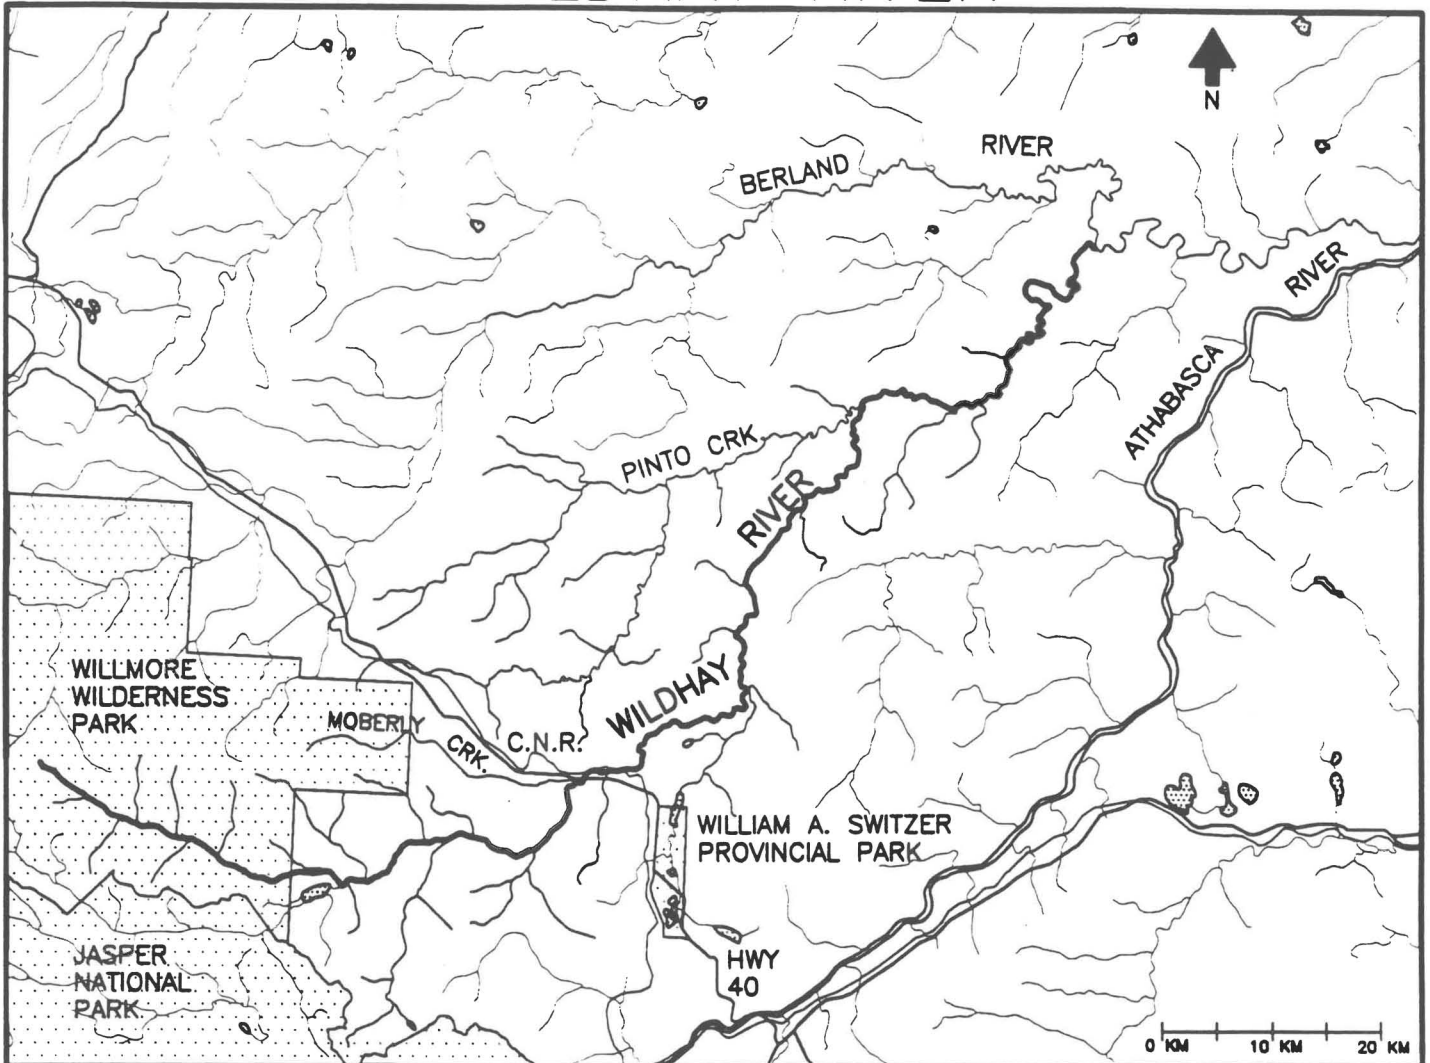 N
RIVER
BERLAND
RIVER
ATHABASCA
PINTO CRK.
RIVER
WILDHAY
WILLMORE
WILDERNESS
PARK
MOBERLY
CRK.
C.N.R.
WILLIAM A. SWITZER
PROVINCIAL PARK
JASPER
NATIONAL
PARK
HWY
40
0 KM 10 KM 20 KM